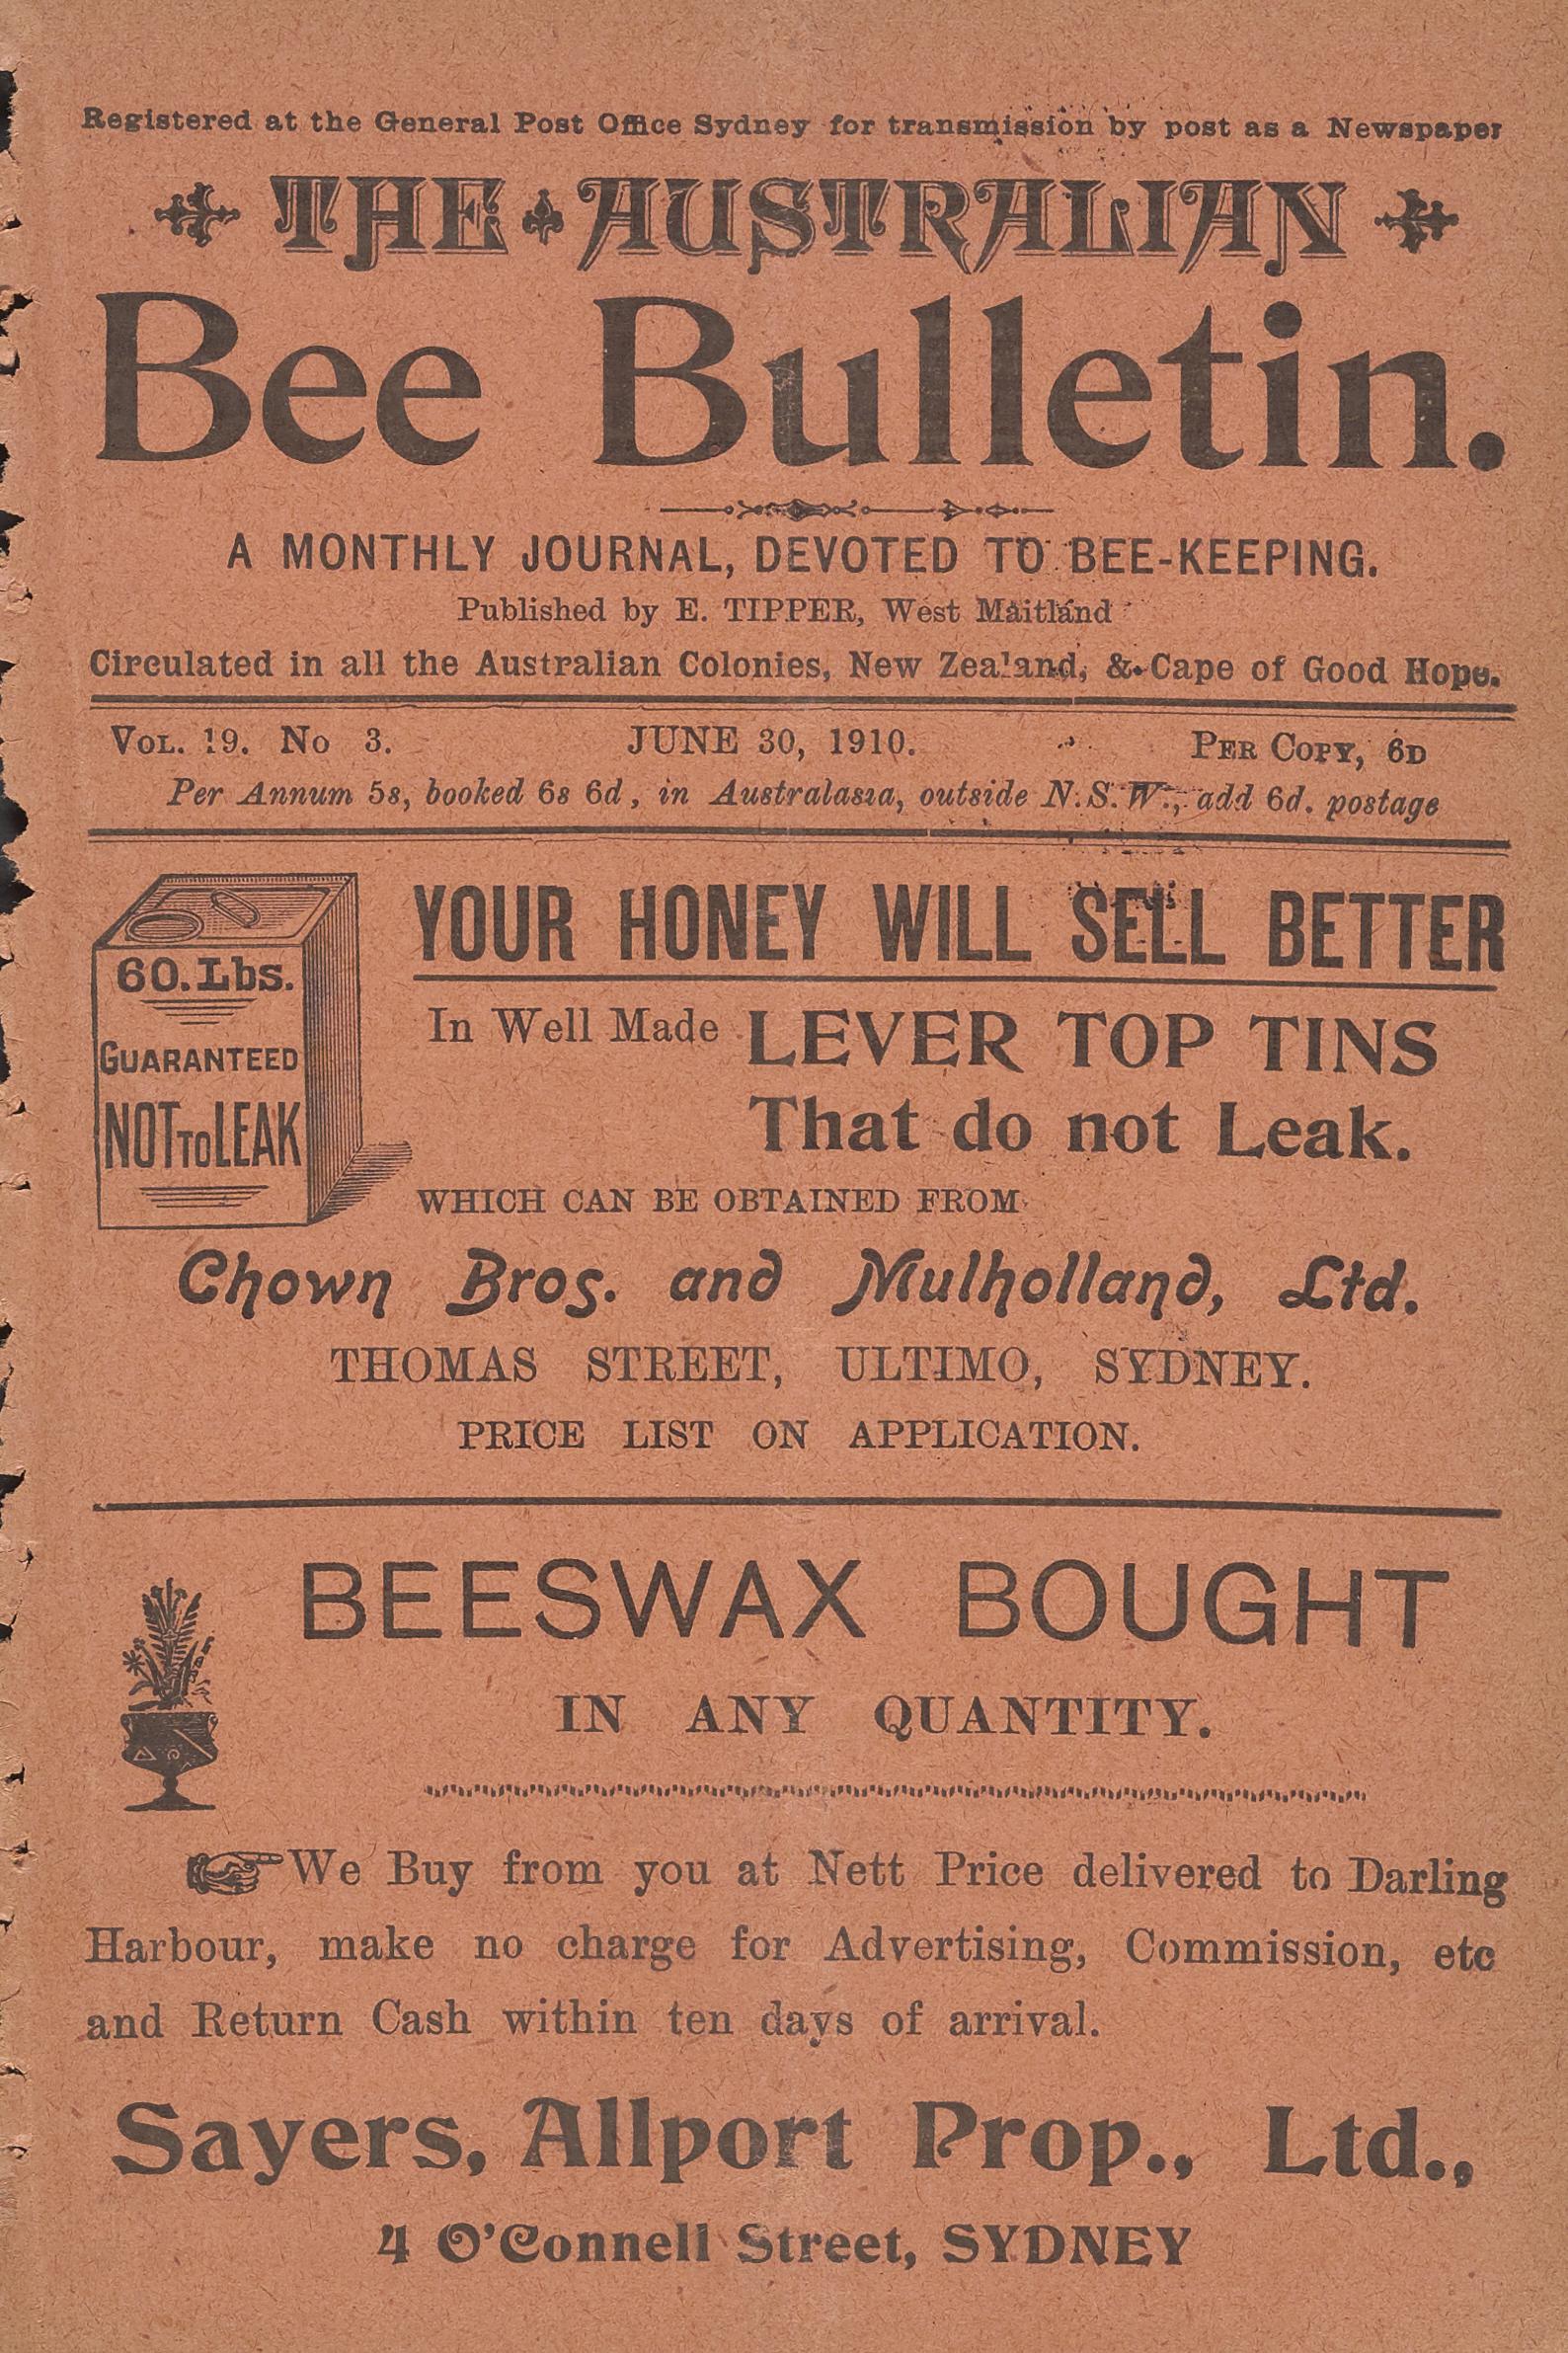 Registered at the General Post Office Sydney for transmission by post as a Newspaper
THE AUSTRALIAN
Bee Bulletin.
A MONTHLY JOURNAL, DEVOTED TO BEE-KEEPING.
Published by E. TIPPER, West Maitland
Circulated in all the Australian Colonies, New Zealand, & Cape of Good Hope.
VOL. 19. NO 3. JUNE 30, 1910. PER COPY, 6D
Per Annum 5s, booked 6s 6d, in Australasia, outside N.S.W., add 6d. postage
60.Lbs.
GUARANTEED
NOT TO LEAK
YOUR HONEY WILL SELL BETTER
In Well Made LEVER TOP TINS
That do not Leak.
WHICH CAN BE OBTAINED FROM
Chown Bros. and Mulholland, Ltd.
THOMAS STREET, ULTIMO, SYDNEY.
PRICE LIST ON APPLICATION.
BEESWAX BOUGHT
IN ANY QUANTITY.
We Buy from you at Nett Price delivered to Darling
Harbour, make no charge for Advertising, Commission, etc
and Return Cash within ten days of arrival.
Sayers, Allport Prop., Ltd.,
4 O'Connell Street, SYDNEY